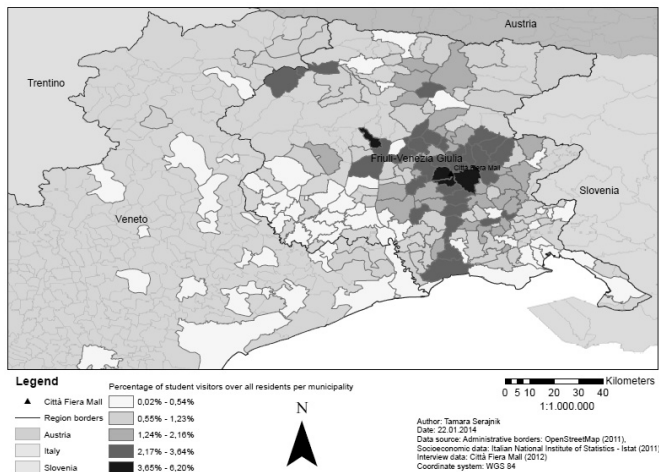 Austria
Trentino
Friuli-Venezia Giulia
Città Fiera Mall
Slovenia
Veneto
Legend
Città Fiera Mall
Region borders
Austria
Italy
Slovenia
Percentage of student visitors over all residents per municipality
0,02% - 0,54%
0,55% - 1,23%
1,24% - 2,16%
2,17% - 3,64%
3,65% - 6,20%
N
Kilometers
0 5 10 20 30 40
1:1.000.000
Author: Tamara Serajnik
Date: 22.01.2014
Data source: Administrative borders: OpenStreetMap (2011),
Socioeconomic data: Italian National Institute of Statistics - Istat (2011)
Interview data: Città Fiera Mall (2012)
Coordinate system: WGS 84